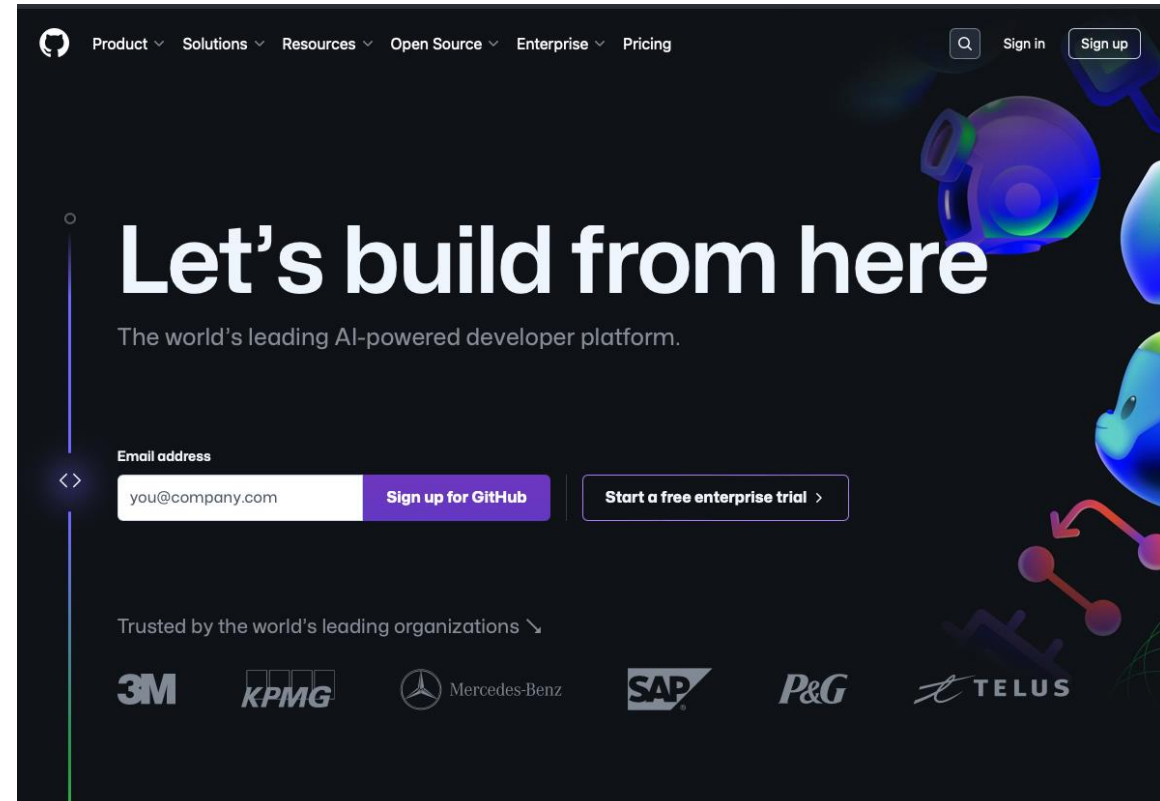 Product Solutions Resources Open Source Enterprise Pricing Sign in Sign up
Let’s build from here
The world’s leading AI-powered developer platform.
Email address
you@company.com Sign up for GitHub Start a free enterprise trial >
Trusted by the world’s leading organizations ↘
3M KPMG Mercedes-Benz SAP P&G TELUS